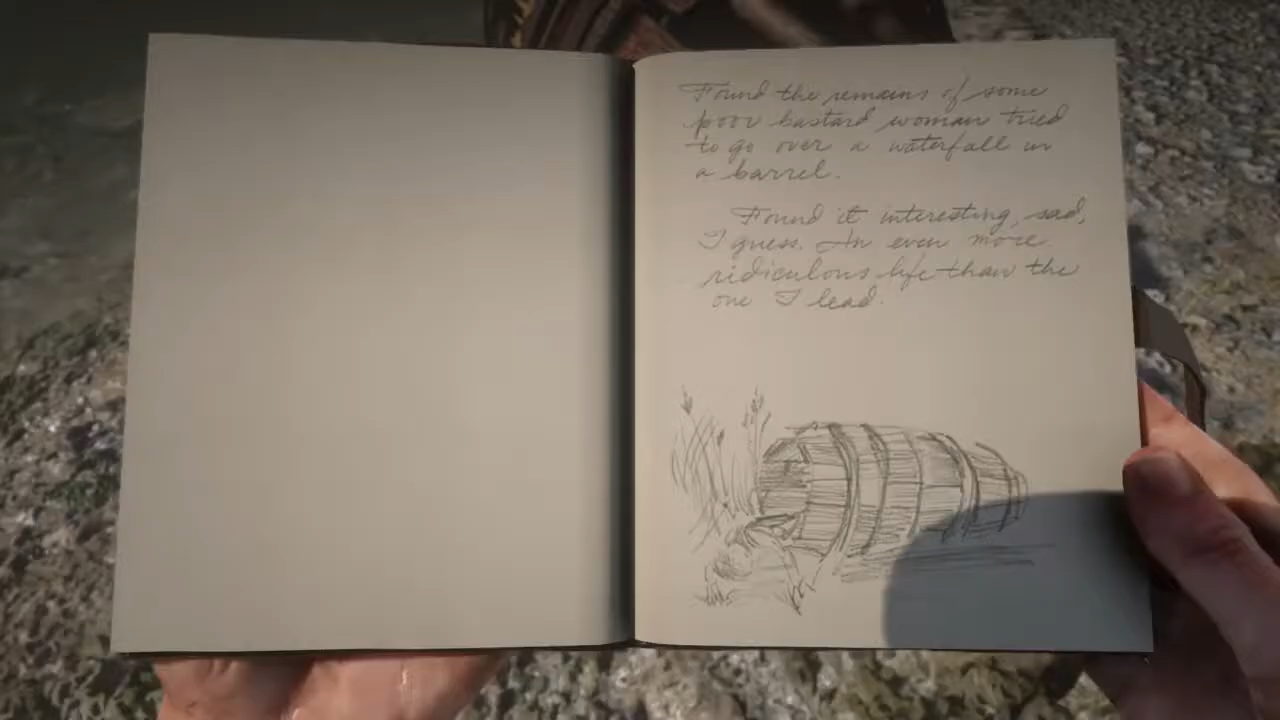 Found the remains of some
poor bastard woman tried
to go over a waterfall in
a barrel.
Found it interesting, sad,
I guess. An even more
ridiculous life than the
one I lead.